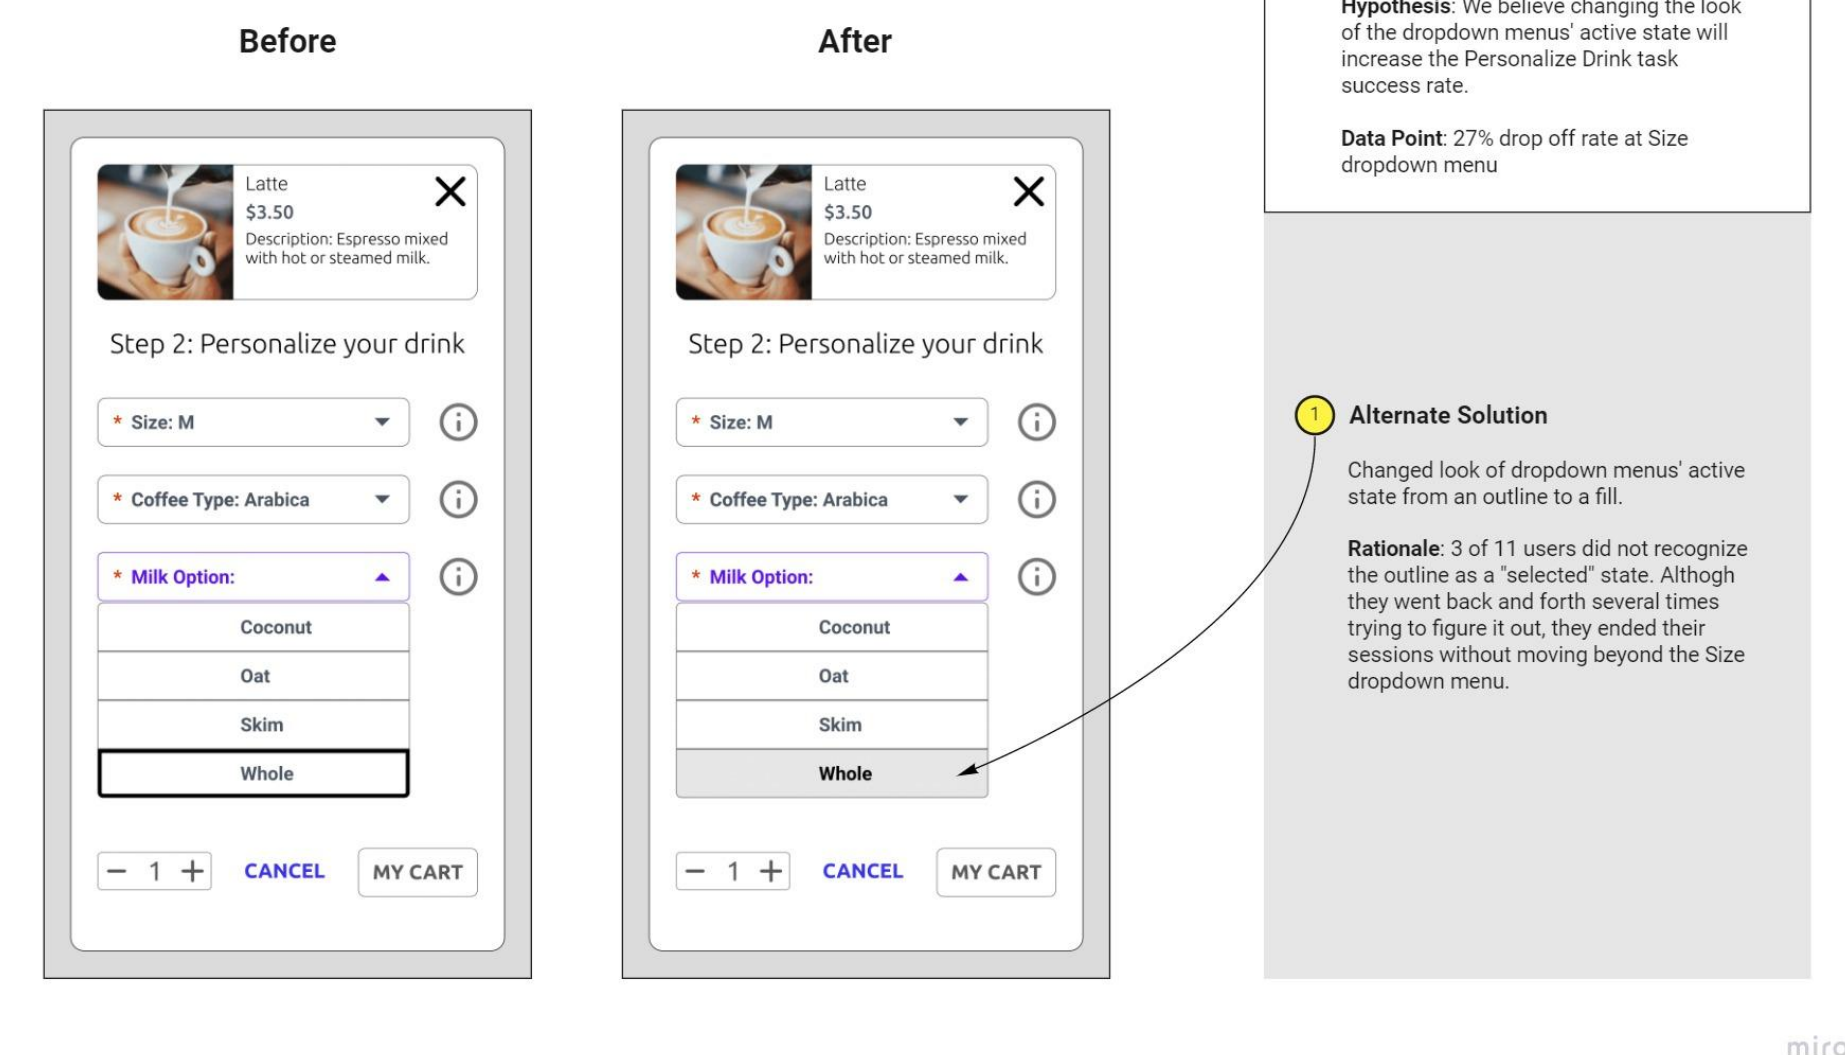 Before
Latte
$3.50
Description: Espresso mixed
with hot or steamed milk.
Step 2: Personalize your drink
* Size: M
* Coffee Type: Arabica
* Milk Option:
Coconut
Oat
Skim
Whole
1
CANCEL
MY CART
After
Latte
$3.50
Description: Espresso mixed
with hot or steamed milk.
Step 2: Personalize your drink
* Size: M
* Coffee Type: Arabica
* Milk Option:
Coconut
Oat
Skim
Whole
1
CANCEL
MY CART
Hypothesis: We believe changing the look
of the dropdown menus' active state will
increase the Personalize Drink task
success rate.
Data Point: 27% drop off rate at Size
dropdown menu
1 Alternate Solution
Changed look of dropdown menus' active
state from an outline to a fill.
Rationale: 3 of 11 users did not recognize
the outline as a "selected" state. Althogh
they went back and forth several times
trying to figure it out, they ended their
sessions without moving beyond the Size
dropdown menu.